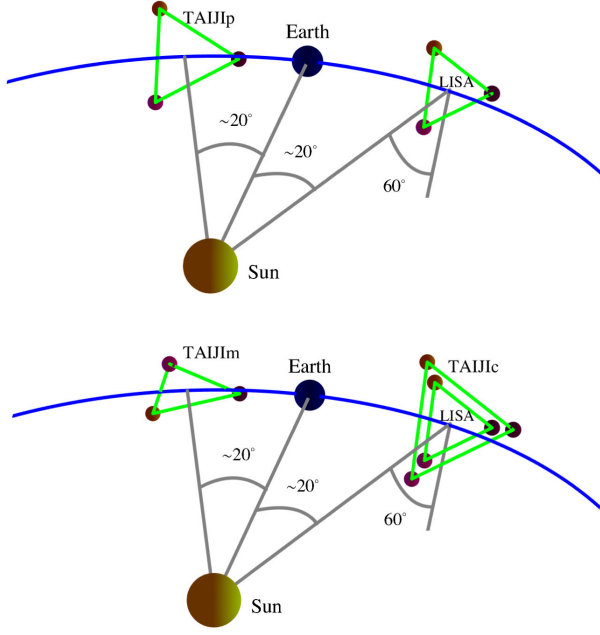 TAIJIp
Earth
LISA
~20°
~20°
60°
Sun
TAIJIm
Earth
TAIJIc
LISA
~20°
~20°
60°
Sun